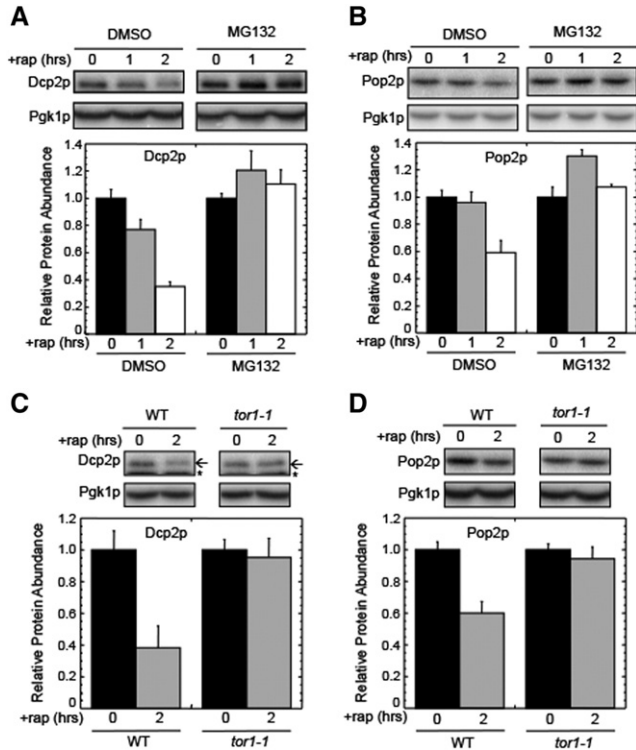 A
DMSO MG132
+rap (hrs) 0 1 2 0 1 2
Dcp2p
Pgk1p
Relative Protein Abundance
1.4
1.2
1.0
0.8
0.6
0.4
0.2
0
Dcp2p
+rap (hrs) 0 1 2 0 1 2
DMSO MG132
B
DMSO MG132
+rap (hrs) 0 1 2 0 1 2
Pop2p
Pgk1p
Relative Protein Abundance
1.4
1.2
1.0
0.8
0.6
0.4
0.2
0
Pop2p
+rap (hrs) 0 1 2 0 1 2
DMSO MG132
C
WT tor1-1
+rap (hrs) 0 2 0 2
Dcp2p ← ←
* *
Pgk1p
Relative Protein Abundance
1.2
1.0
0.8
0.6
0.4
0.2
0
Dcp2p
+rap (hrs) 0 2 0 2
WT tor1-1
D
WT tor1-1
+rap (hrs) 0 2 0 2
Pop2p
Pgk1p
Relative Protein Abundance
1.2
1.0
0.8
0.6
0.4
0.2
0
Pop2p
+rap (hrs) 0 2 0 2
WT tor1-1